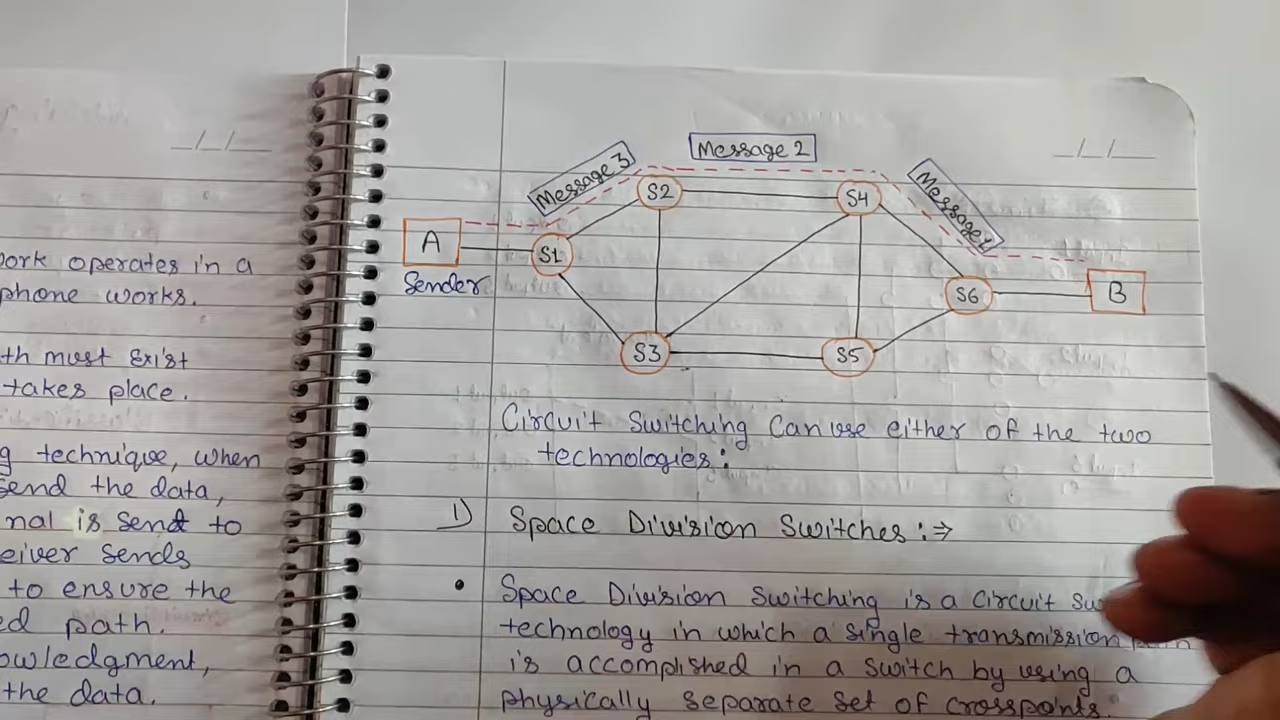 ork operates in a
phone works.
th must Exist
takes place.
g technique, when
send the data,
nal is send to
eiver sends
to ensure the
ed path.
owledgment,
the data.
Message 3
Message 2
Message 1
A
Sender
S1
S2
S4
S3
S5
S6
B
Circuit Switching Can use either of the two
technologies:
1) Space Division Switches :⇒
• Space Division Switching is a Circuit Sw
technology in which a single transmission path
is accomplished in a switch by using a
physically separate set of crosspoints.